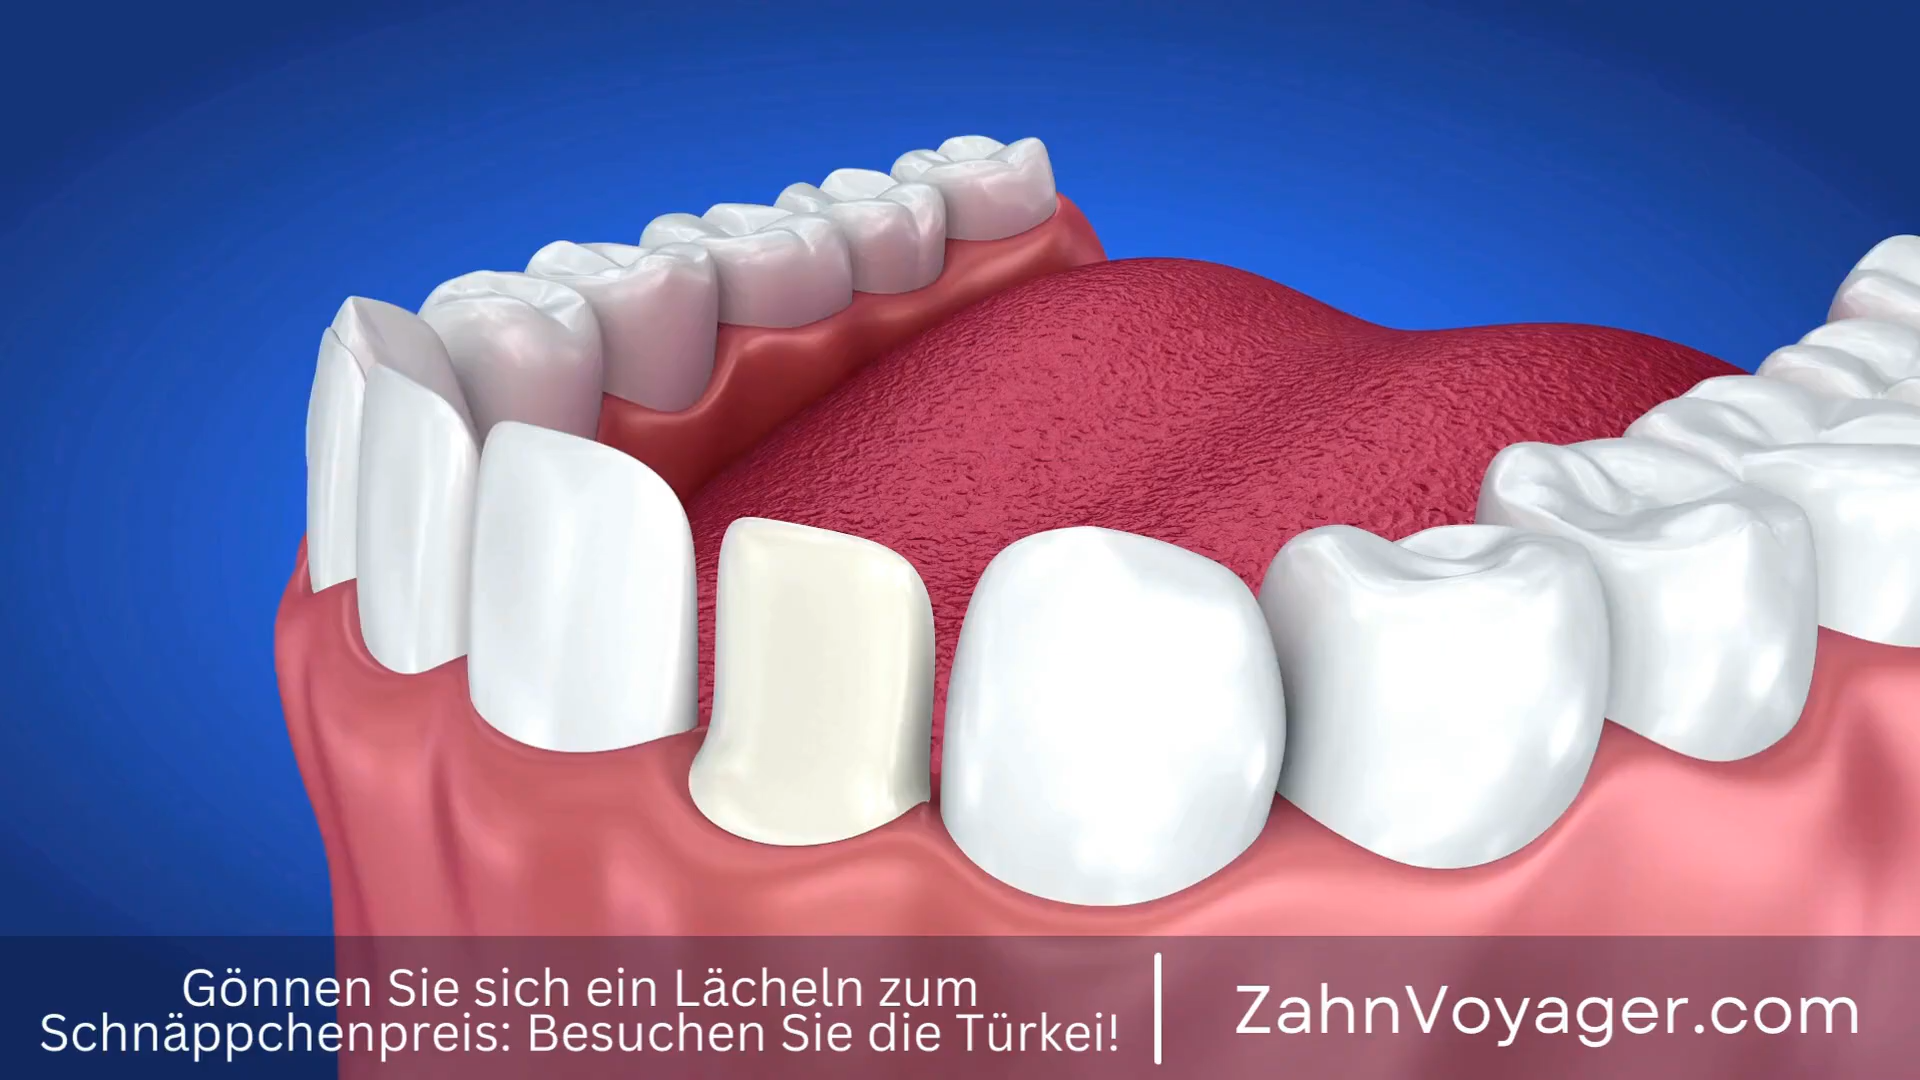 Gönnen Sie sich ein Lächeln zum
Schnäppchenpreis: Besuchen Sie die Türkei!
ZahnVoyager.com